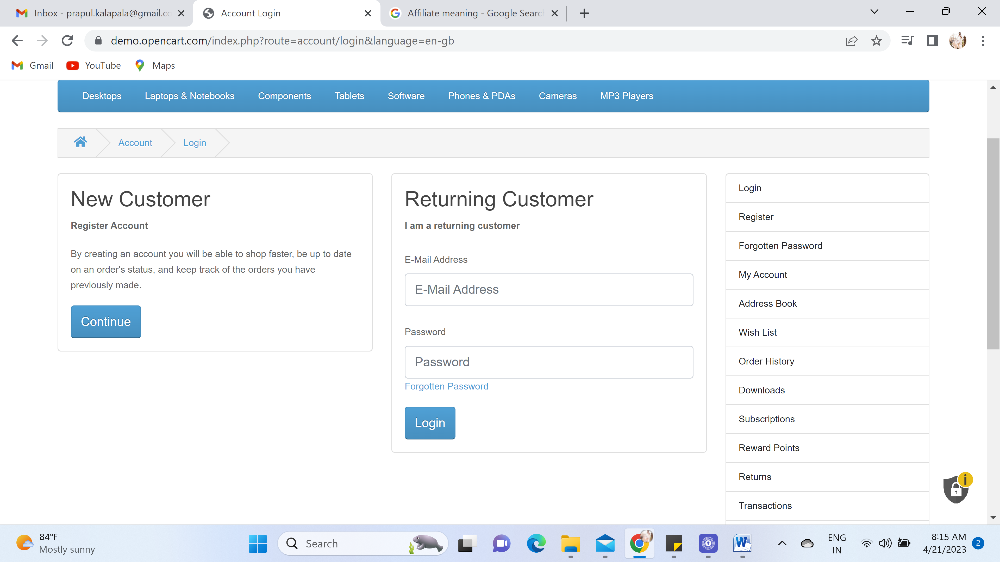 Inbox - prapul.kalapala@gmail.co
Account Login
Affiliate meaning - Google Search
demo.opencart.com/index.php?route=account/login&language=en-gb
Gmail
YouTube
Maps
Desktops
Laptops & Notebooks
Components
Tablets
Software
Phones & PDAs
Cameras
MP3 Players
Account
Login
New Customer
Register Account
By creating an account you will be able to shop faster, be up to date
on an order's status, and keep track of the orders you have
previously made.
Continue
Returning Customer
I am a returning customer
E-Mail Address
E-Mail Address
Password
Password
Forgotten Password
Login
Login
Register
Forgotten Password
My Account
Address Book
Wish List
Order History
Downloads
Subscriptions
Reward Points
Returns
Transactions
84°F
Mostly sunny
Search
ENG
IN
8:15 AM
4/21/2023
2